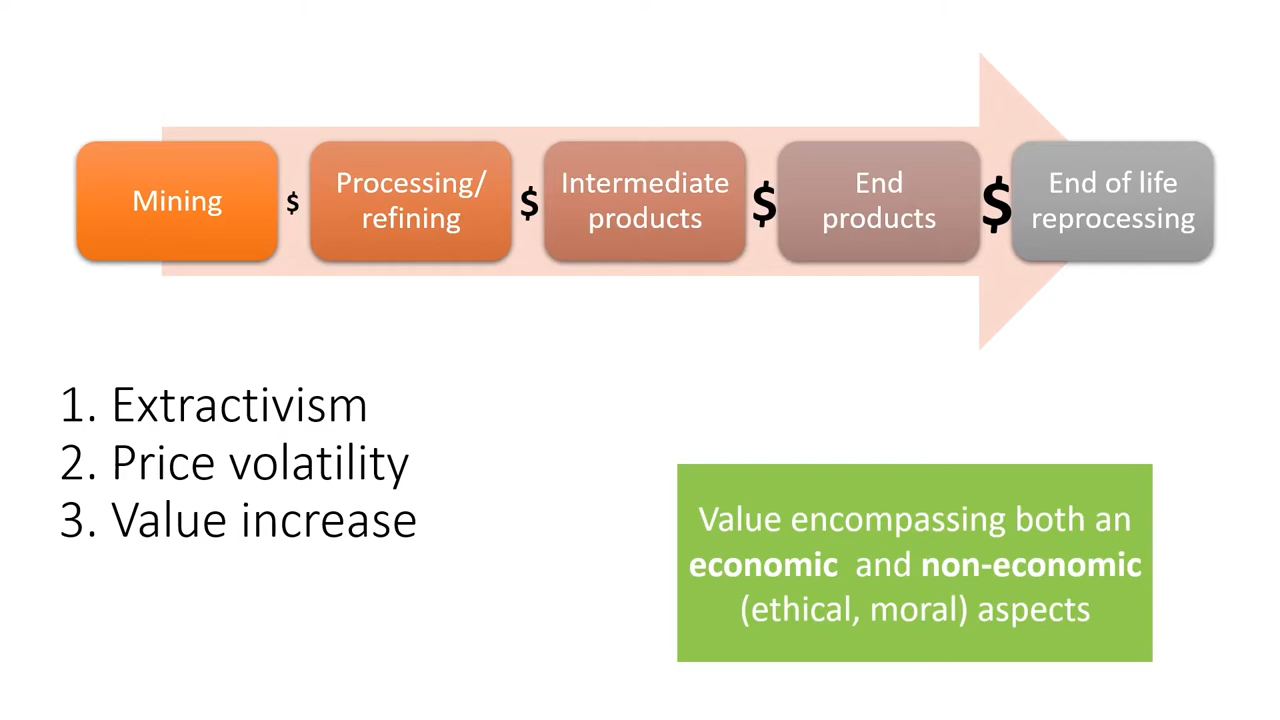 Mining
$
Processing/
refining
$
Intermediate
products
$
End
products
$
End of life
reprocessing
1. Extractivism
2. Price volatility
3. Value increase
Value encompassing both an
economic and non-economic
(ethical, moral) aspects